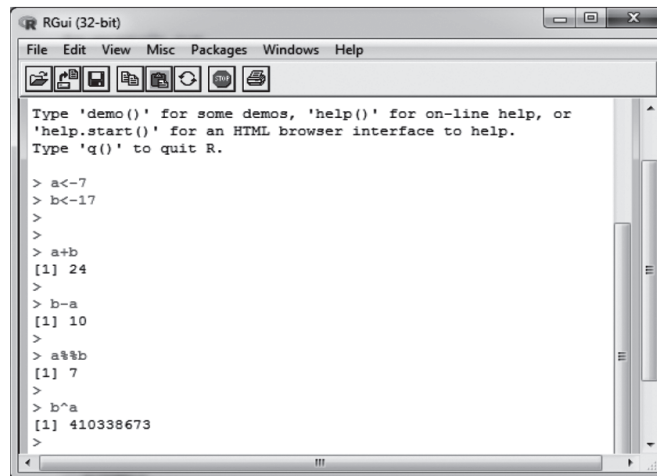 RGui (32-bit)
File Edit View Misc Packages Windows Help
STOP
Type 'demo()' for some demos, 'help()' for on-line help, or
'help.start()' for an HTML browser interface to help.
Type 'q()' to quit R.
> a<-7
> b<-17
>
>
> a+b
[1] 24
>
> b-a
[1] 10
>
> a%%b
[1] 7
>
> b^a
[1] 410338673
>